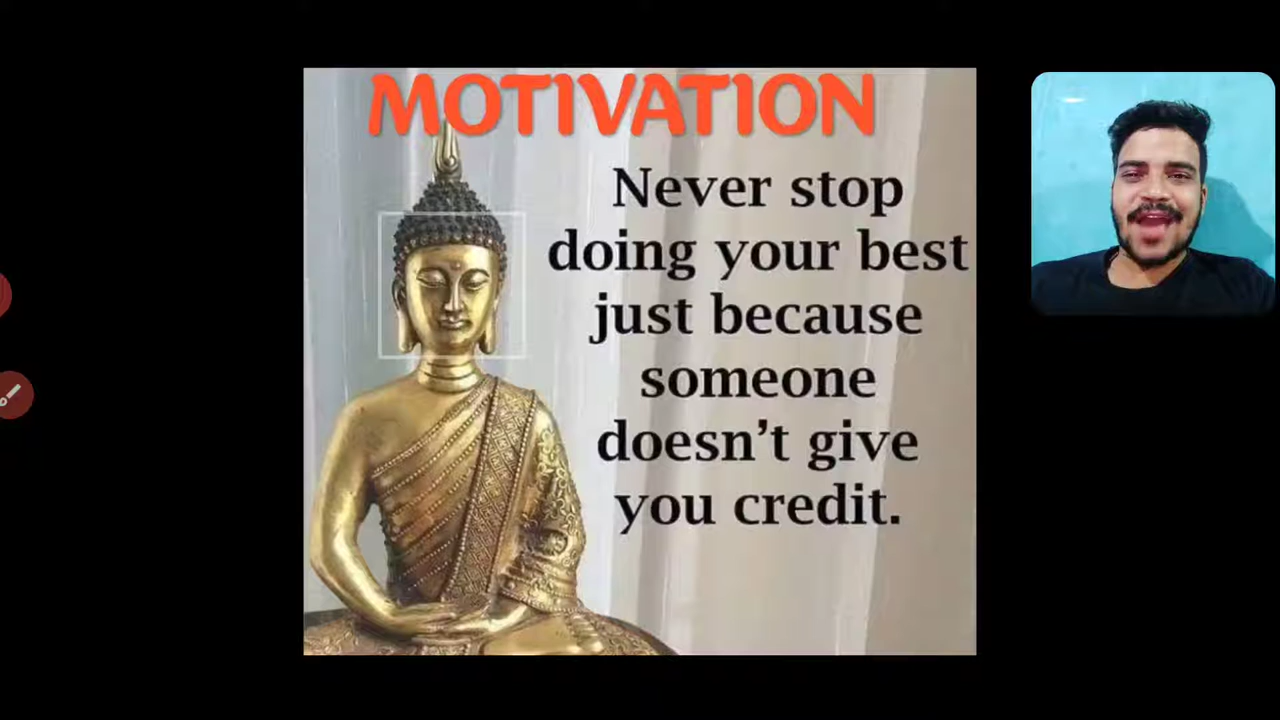 MOTIVATION
Never stop
doing your best
just because
someone
doesn’t give
you credit.